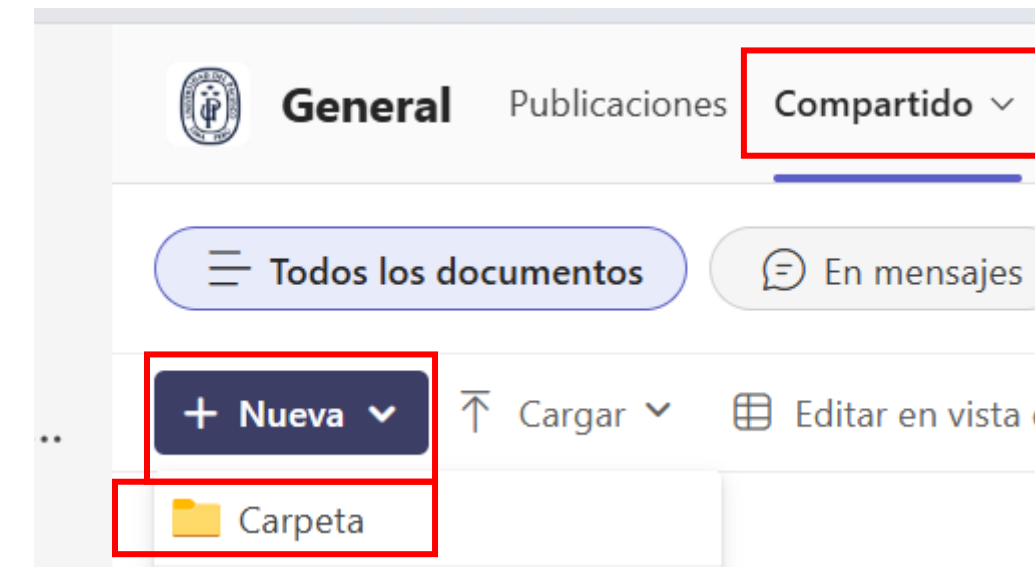 General Publicaciones Compartido
Todos los documentos En mensajes
+ Nueva Cargar Editar en vista
Carpeta